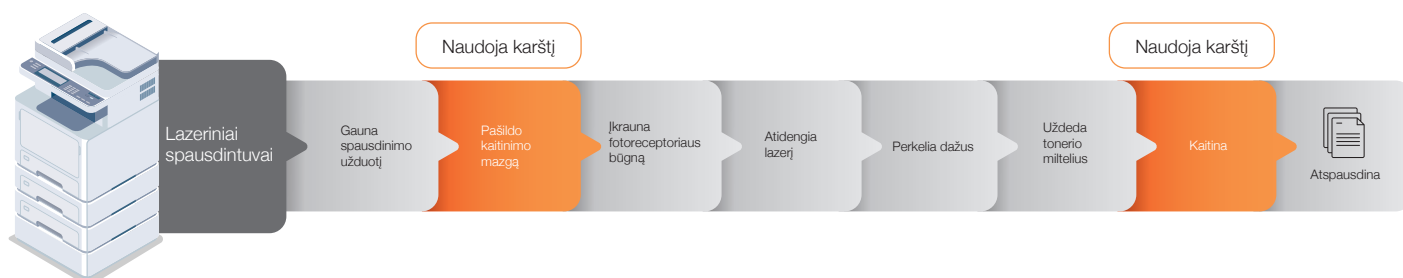 Naudoja karštį
Naudoja karštį
Lazeriniai
spausdintuvai
Gauna
spausdinimo
užduotį
Pašildo
kaitinimo
mazgą
Įkrauna
fotoreceptoriaus
būgną
Atidengia
lazerį
Perkelia dažus
Uždeda
tonerio
miltelius
Kaitina
Atspausdina